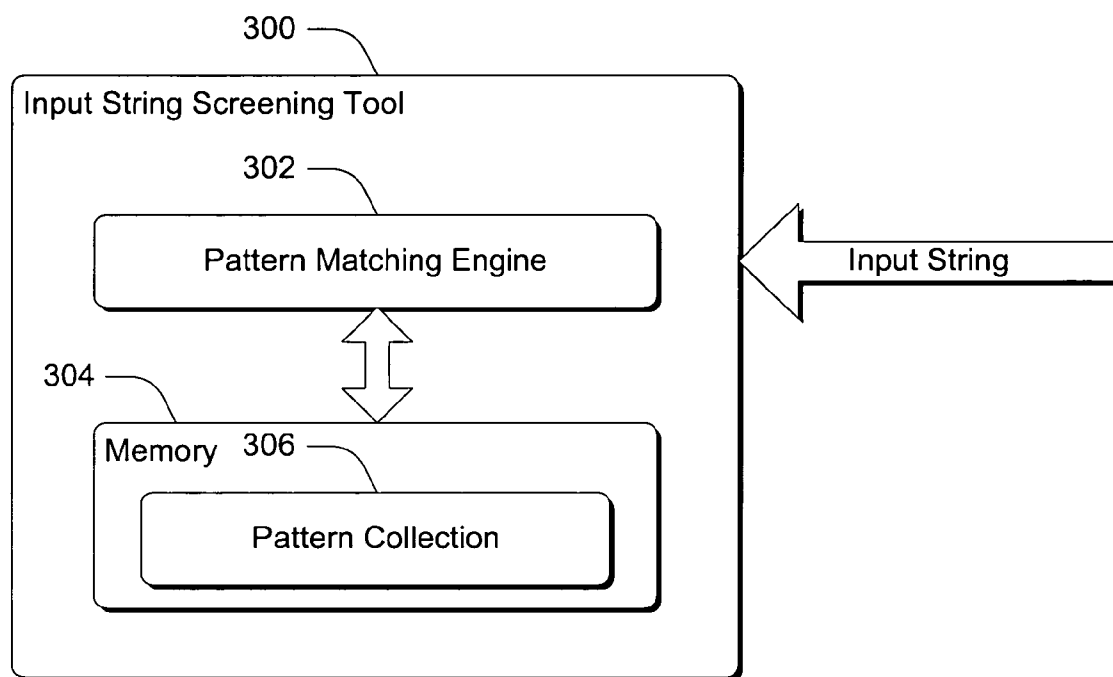 300
Input String Screening Tool
302
Pattern Matching Engine
Input String
304
Memory
306
Pattern Collection